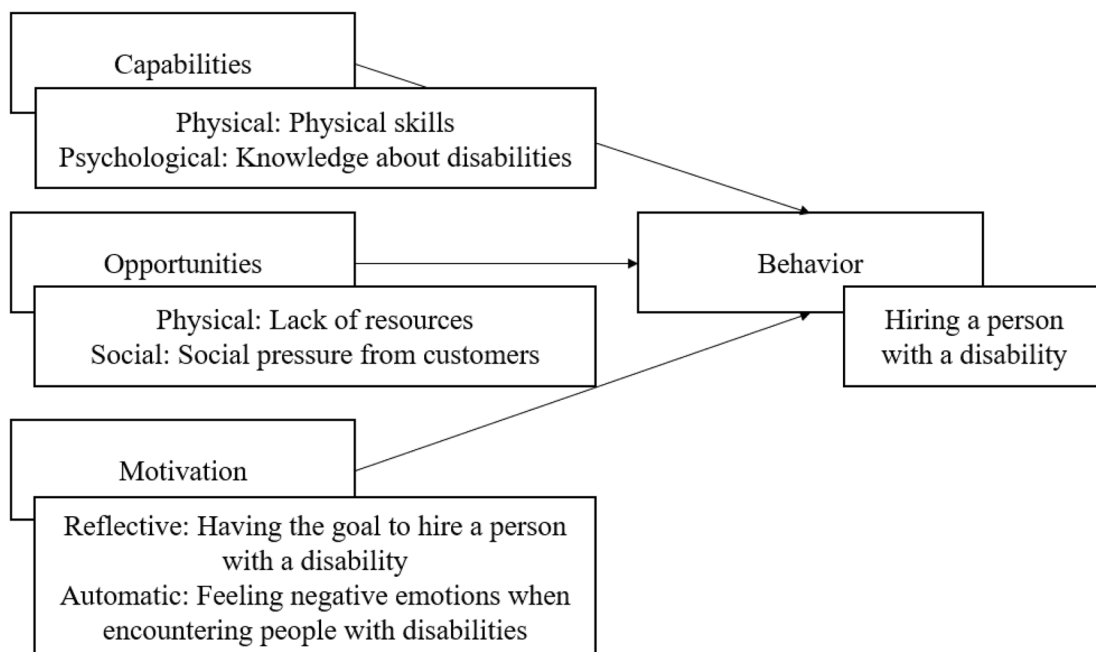 Capabilities
Physical: Physical skills
Psychological: Knowledge about disabilities
Opportunities
Physical: Lack of resources
Social: Social pressure from customers
Behavior
Hiring a person
with a disability
Motivation
Reflective: Having the goal to hire a person
with a disability
Automatic: Feeling negative emotions when
encountering people with disabilities